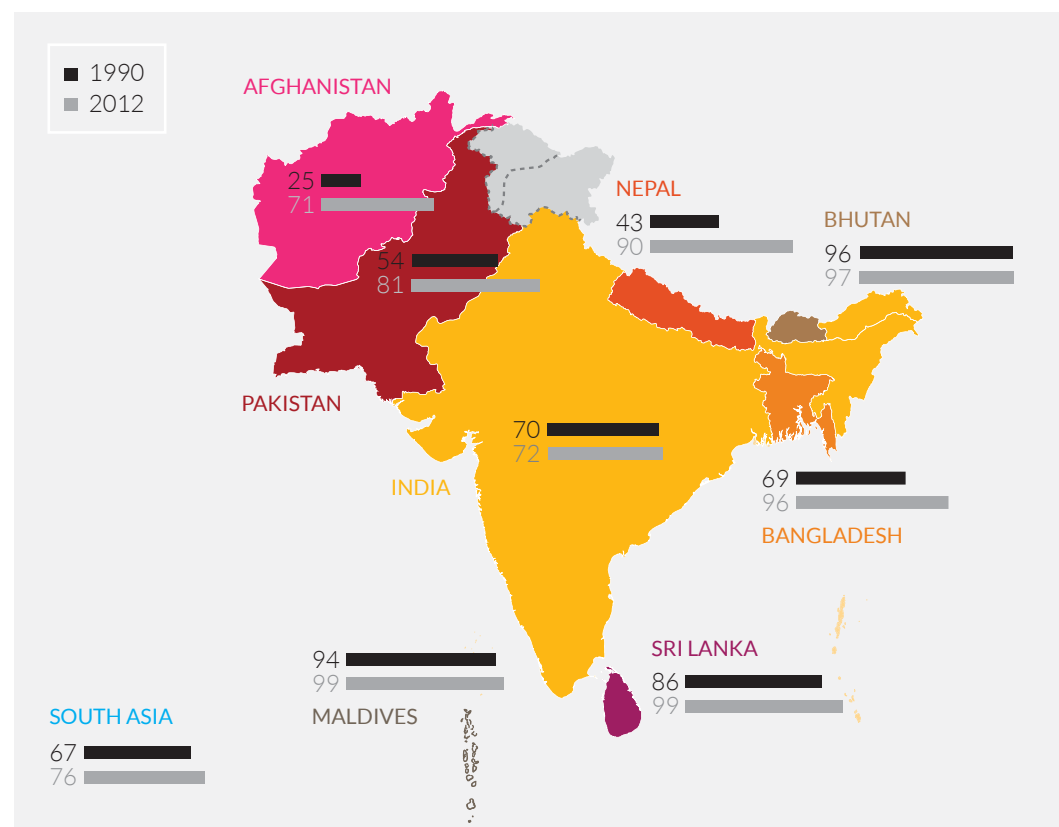 1990
2012
AFGHANISTAN
25
71
NEPAL
43
90
BHUTAN
96
97
54
81
PAKISTAN
70
72
INDIA
69
96
BANGLADESH
94
99
MALDIVES
SRI LANKA
86
99
SOUTH ASIA
67
76